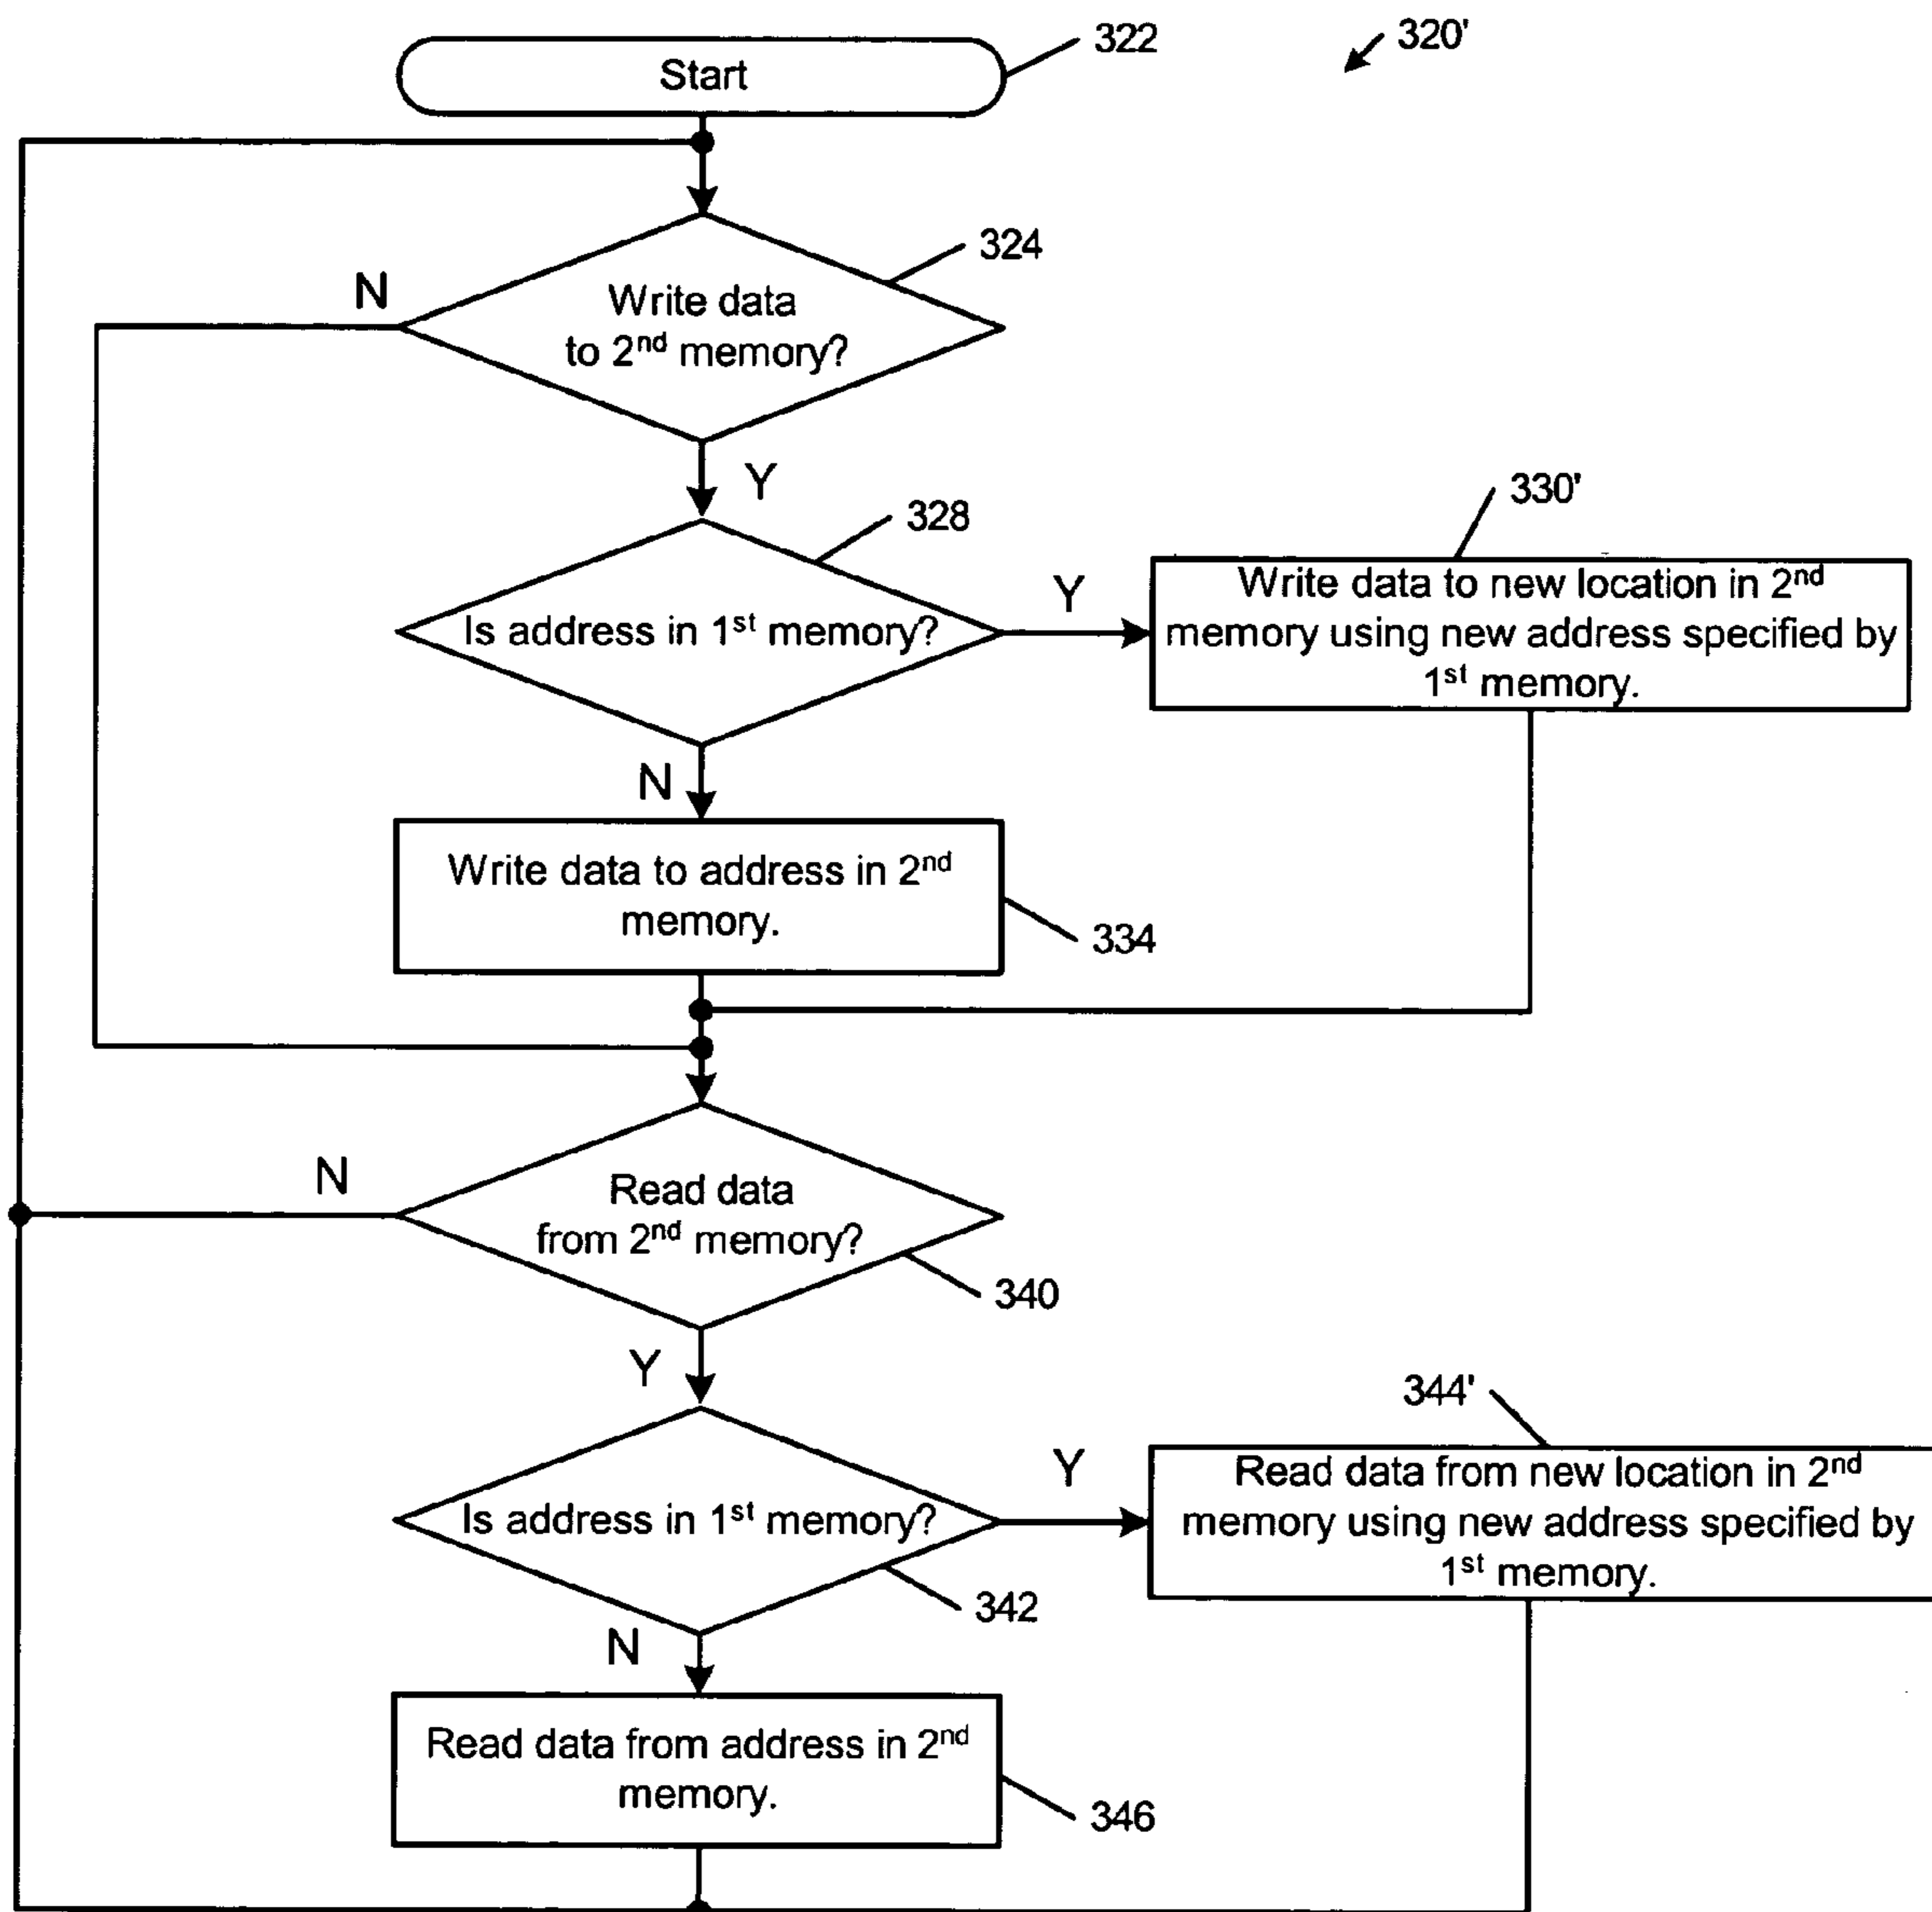 322
320'
Start
324
N
Write data
to 2nd memory?
Y
328
330'
Is address in 1st memory?
Y
Write data to new location in 2nd
memory using new address specified by
1st memory.
N
Write data to address in 2nd
memory.
334
N
Read data
from 2nd memory?
340
Y
344'
Is address in 1st memory?
Y
Read data from new location in 2nd
memory using new address specified by
1st memory.
342
N
Read data from address in 2nd
memory.
346